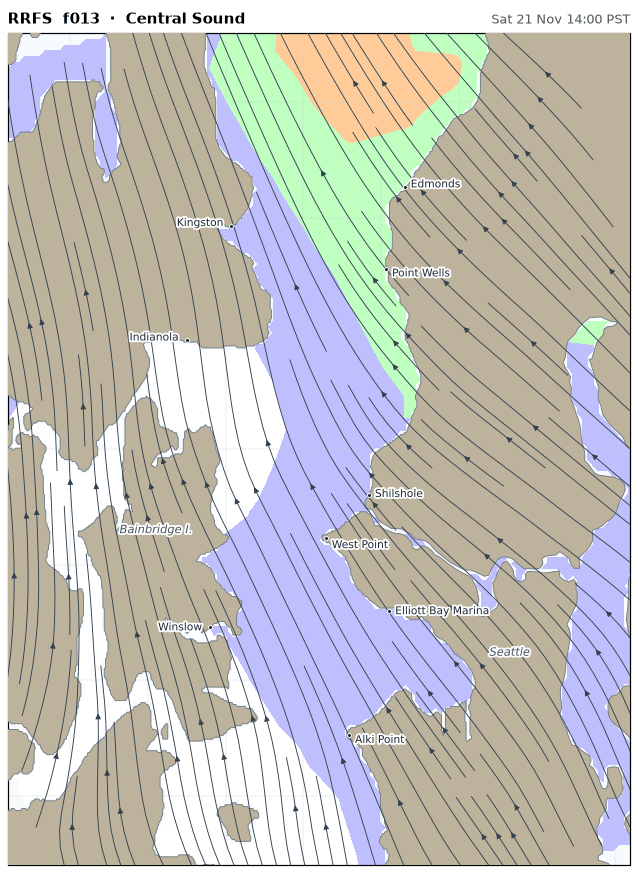 RRFS f013 · Central Sound
Sat 21 Nov 14:00 PST
Edmonds
Kingston
Point Wells
Indianola
Shilshole
Bainbridge I.
West Point
Elliott Bay Marina
Winslow
Seattle
Alki Point